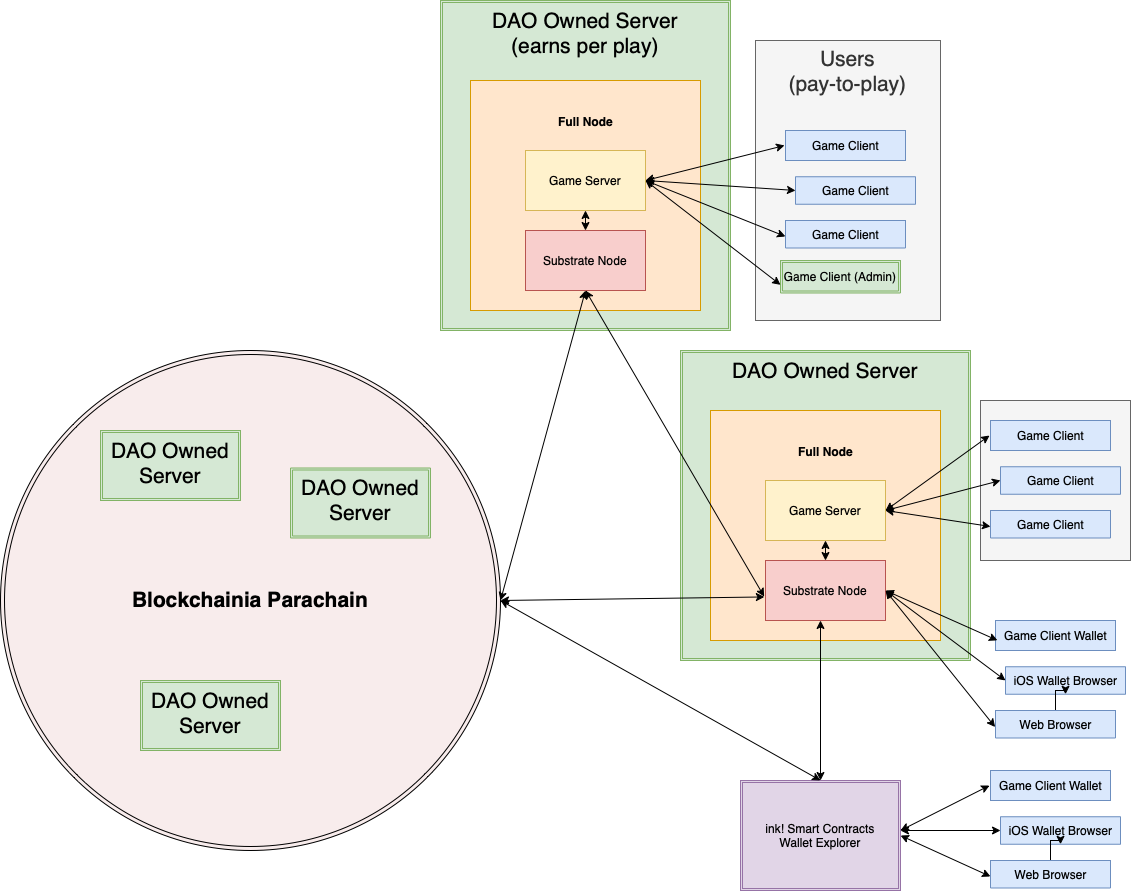 DAO Owned Server
(earns per play)
Full Node
Game Server
Substrate Node
Users
(pay-to-play)
Game Client
Game Client
Game Client
Game Client (Admin)
DAO Owned Server
Full Node
Game Server
Substrate Node
Game Client
Game Client
Game Client
Game Client Wallet
iOS Wallet Browser
Web Browser
DAO Owned
Server
DAO Owned
Server
Blockchainia Parachain
DAO Owned
Server
ink! Smart Contracts
Wallet Explorer
Game Client Wallet
iOS Wallet Browser
Web Browser